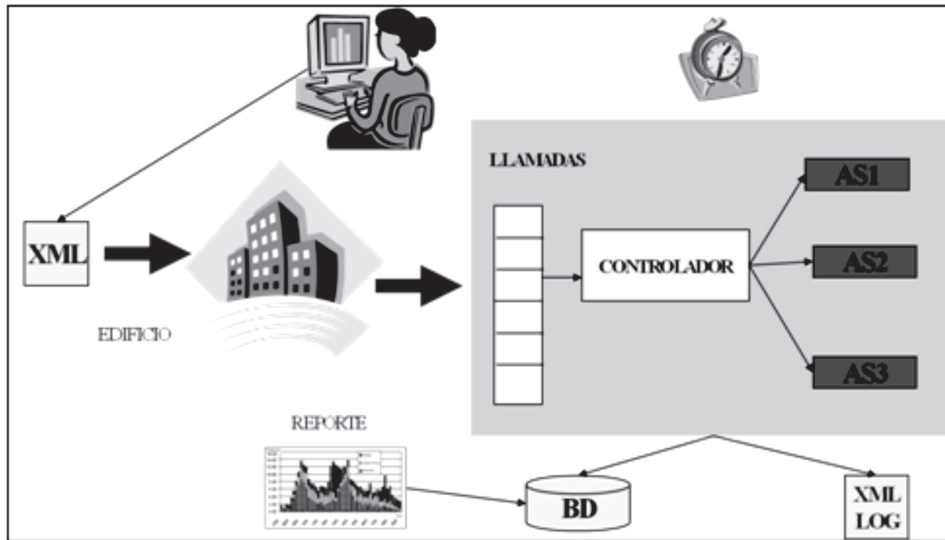 LLAMADAS
AS1
XML
CONTROLADOR
AS2
EDIFICIO
AS3
REPORTE
BD
XML
LOG